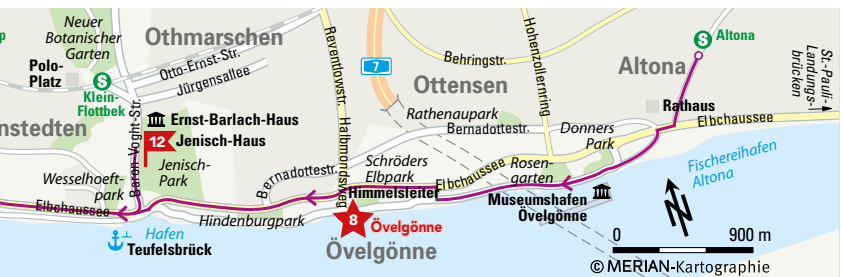 Neuer
Botanischer
Garten
Othmarschen
Polo-
Platz
Otto-Ernst-Str.
Jürgensallee
S
Klein-
Flottbek
nstedten
Baron-Voght-Str.
Ernst-Barlach-Haus
12
Jenisch-Haus
Jenisch-
Park
Wesselhoeft-
park
Elbchaussee
Hafen
Teufelsbrück
Hindenburgpark
Bernadottestr.
Reventlowstr.
Halbmondsweg
7
Behringstr.
Ottensen
Rathenaupark
Bernadottestr.
Schröders
Elbpark
Himmelsleiter
8
Övelgönne
Övelgönne
Elbchaussee
Rosen-
garten
Museumshafen
Övelgönne
Hohenzollernring
Donners
Park
Altona
S
Altona
Rathaus
Elbchaussee
St.-Pauli-
Landungs-
brücken
Fischereihafen
Altona
N
0 900 m
© MERIAN-Kartographie